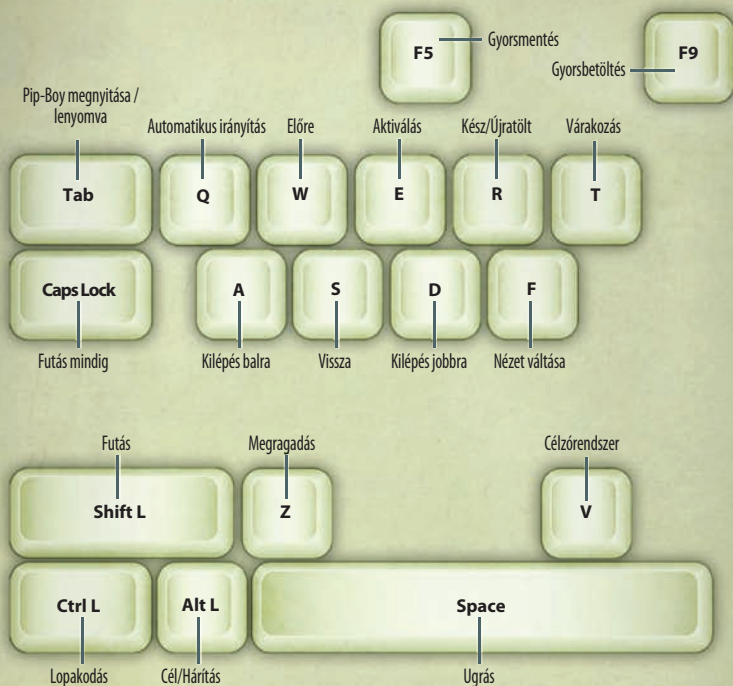 F5
Gyorsmentés
F9
Gyorsbetöltés
Pip-Boy megnyitása /
lenyomva
Automatikus irányítás
Előre
Aktiválás
Kész/Újratölt
Várakozás
Tab
Q
W
E
R
T
Caps Lock
A
S
D
F
Futás mindig
Kilépés balra
Vissza
Kilépés jobbra
Nézet váltása
Futás
Megragadás
Célzórendszer
Shift L
Z
V
Ctrl L
Alt L
Space
Lopakodás
Cél/Hárítás
Ugrás